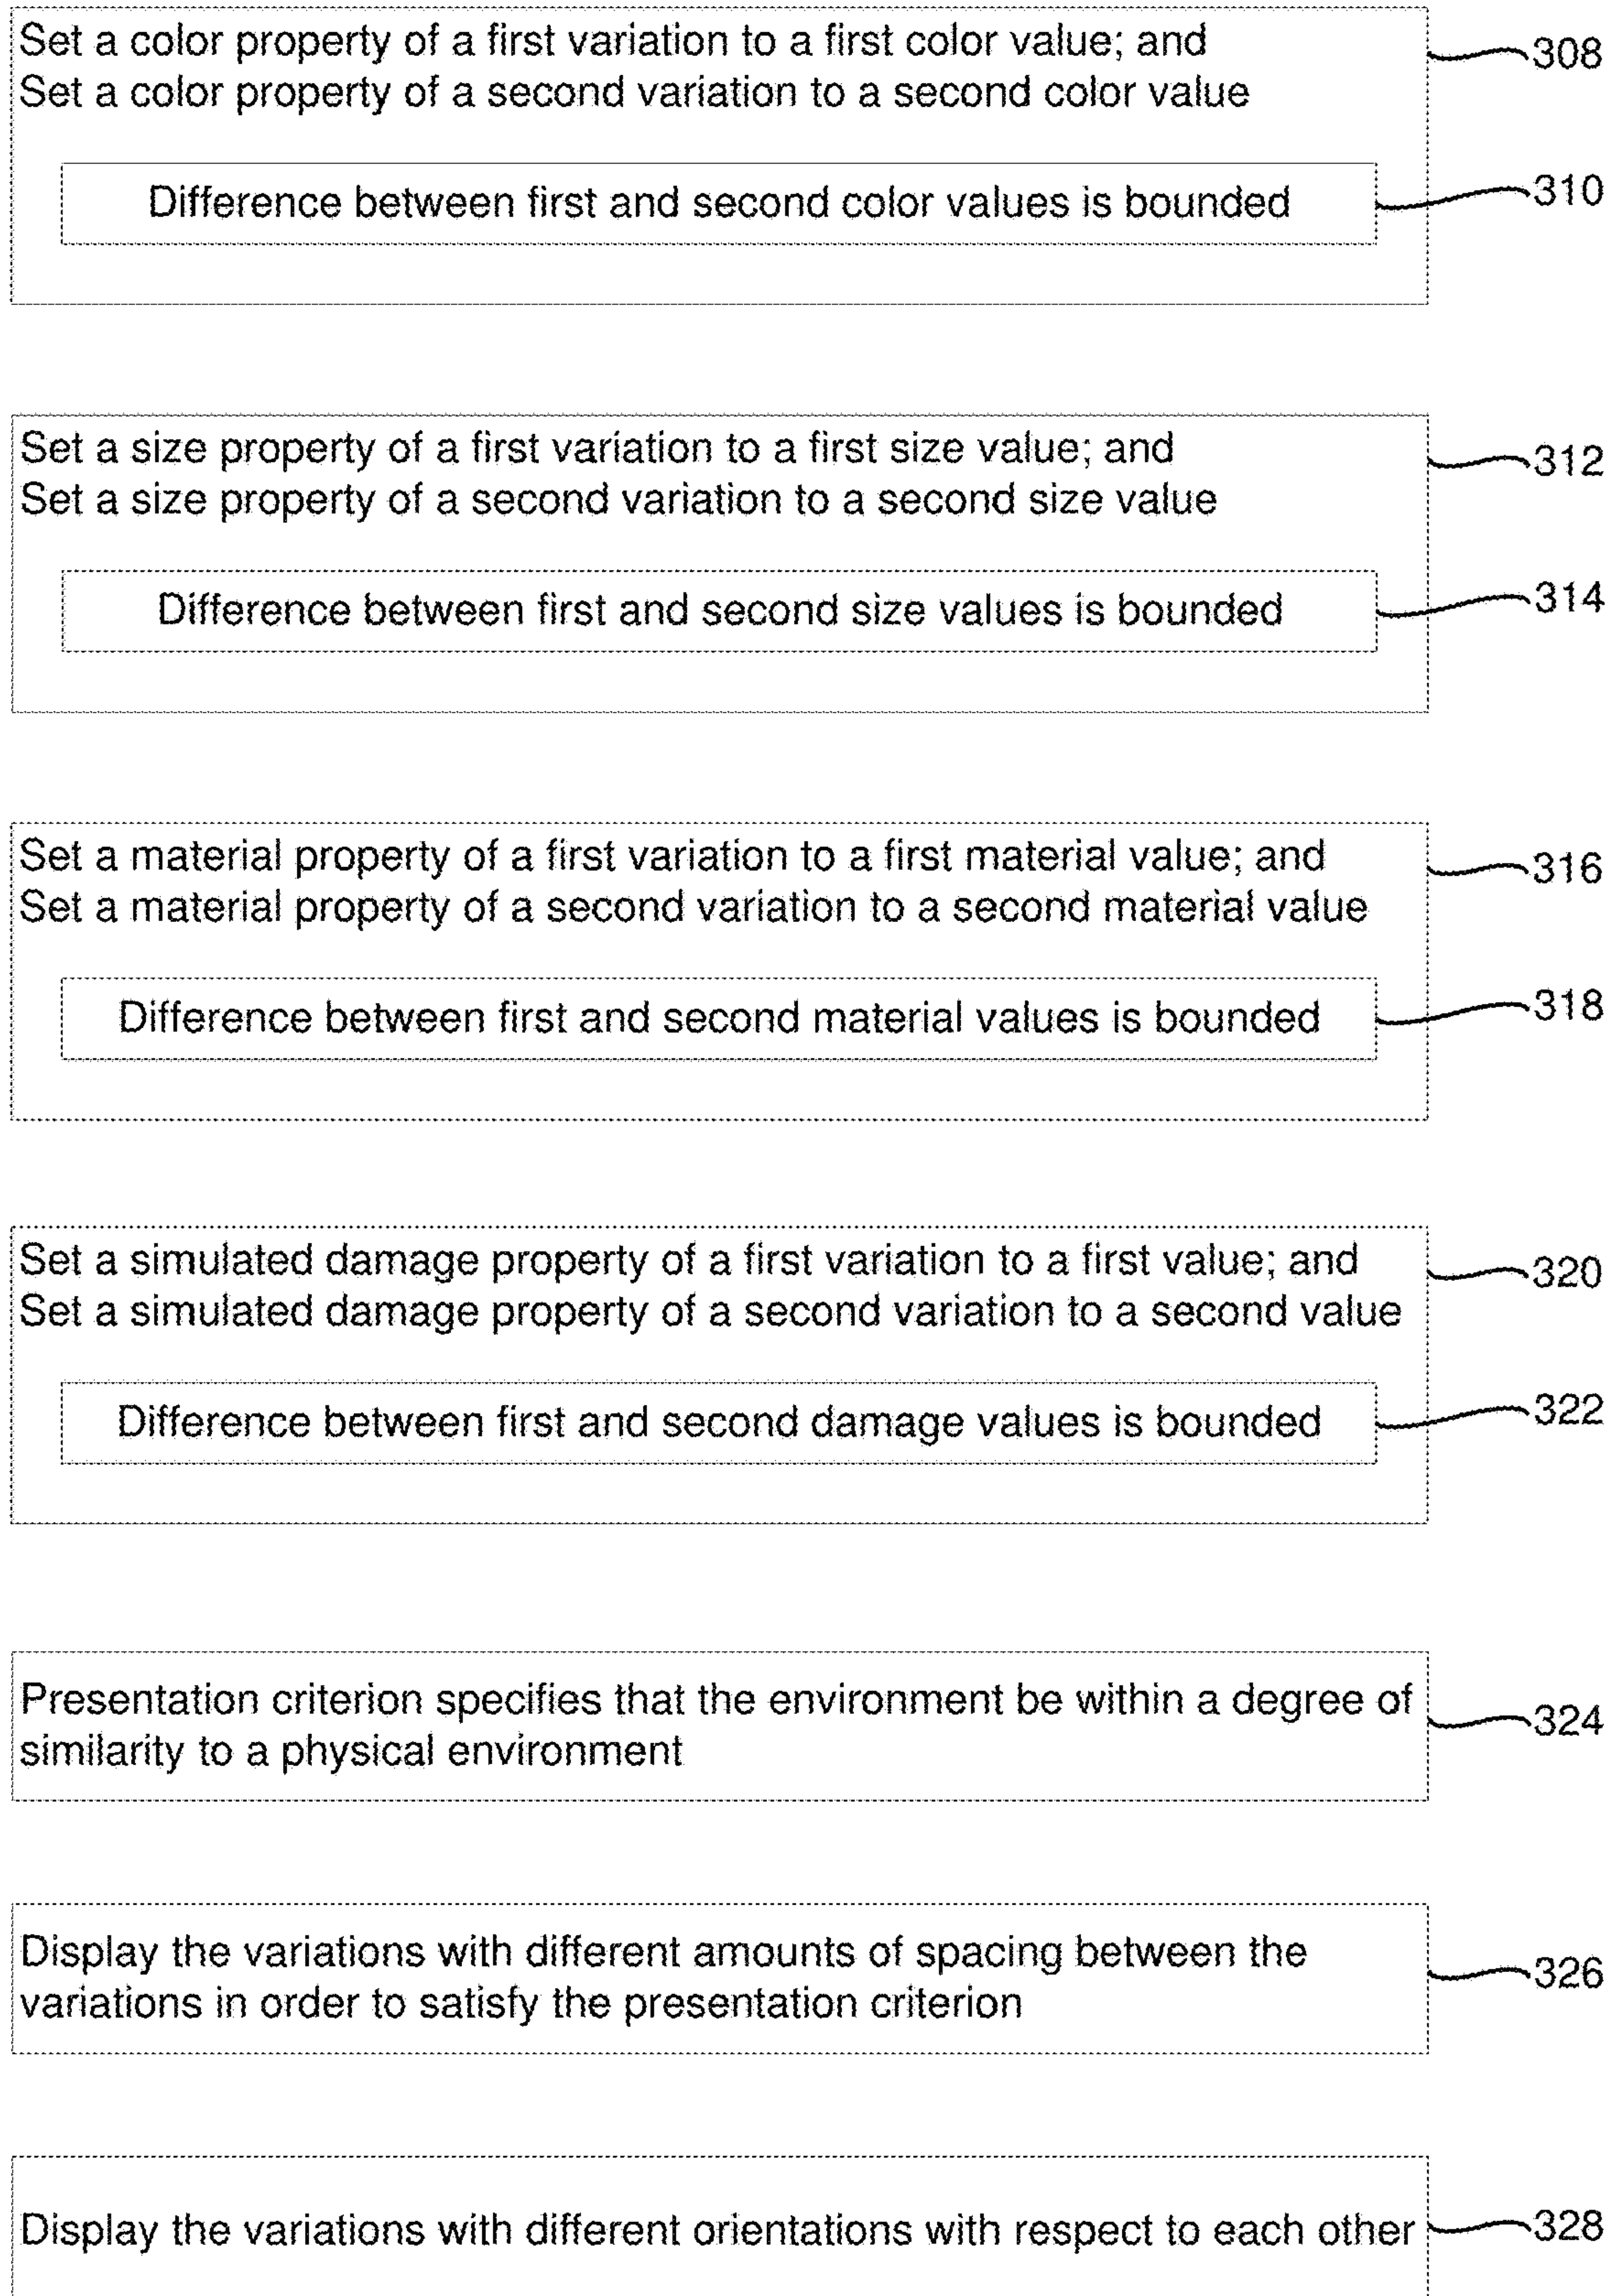 Set a color property of a first variation to a first color value; and
308
Set a color property of a second variation to a second color value
Difference between first and second color values is bounded
310
Set a size property of a first variation to a first size value; and
312
Set a size property of a second variation to a second size value
Difference between first and second size values is bounded
314
Set a material property of a first variation to a first material value; and
316
Set a material property of a second variation to a second material value
Difference between first and second material values is bounded
318
Set a simulated damage property of a first variation to a first value; and
320
Set a simulated damage property of a second variation to a second value
Difference between first and second damage values is bounded
322
Presentation criterion specifies that the environment be within a degree of
similarity to a physical environment
324
Display the variations with different amounts of spacing between the
variations in order to satisfy the presentation criterion
326
Display the variations with different orientations with respect to each other
328